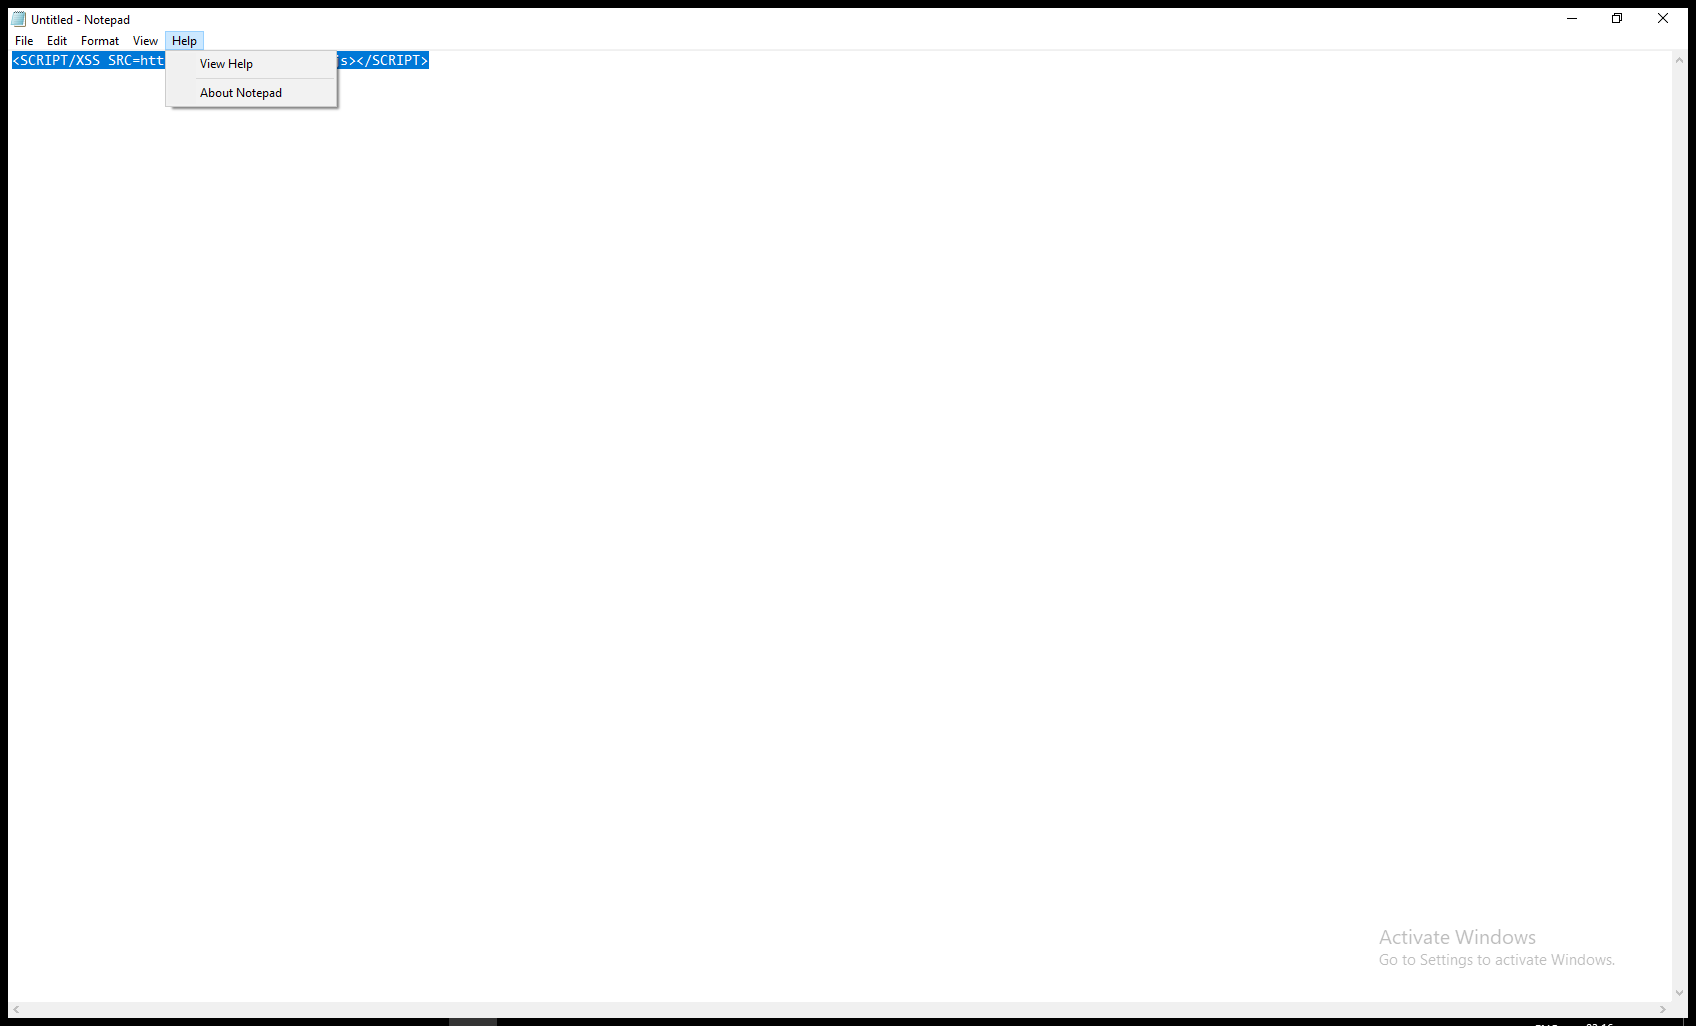 Untitled - Notepad
File Edit Format View Help
<SCRIPT/XSS SRC=htt s></SCRIPT>
View Help
About Notepad
Activate Windows
Go to Settings to activate Windows.